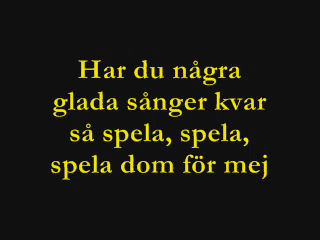 Har du några
glada sånger kvar
så spela, spela,
spela dom för mej